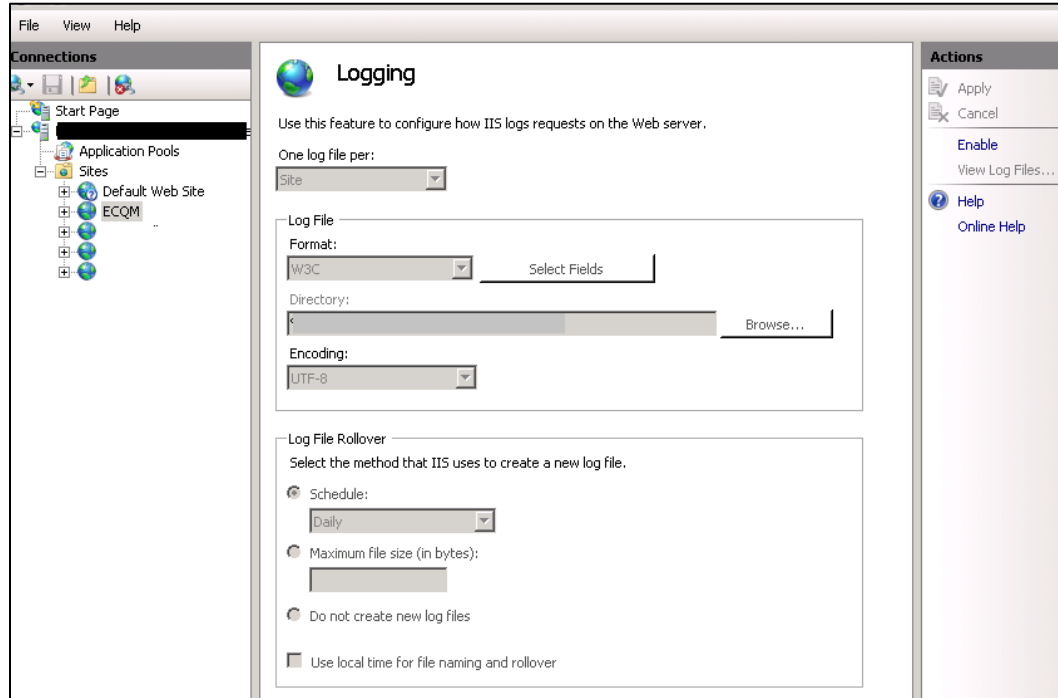 File View Help
Connections
Start Page
Application Pools
Sites
Default Web Site
ECQM
Logging
Use this feature to configure how IIS logs requests on the Web server.
One log file per:
Site
Log File
Format:
W3C
Select Fields
Directory:
Browse...
Encoding:
UTF-8
Log File Rollover
Select the method that IIS uses to create a new log file.
Schedule:
Daily
Maximum file size (in bytes):
Do not create new log files
Use local time for file naming and rollover
Actions
Apply
Cancel
Enable
View Log Files...
Help
Online Help